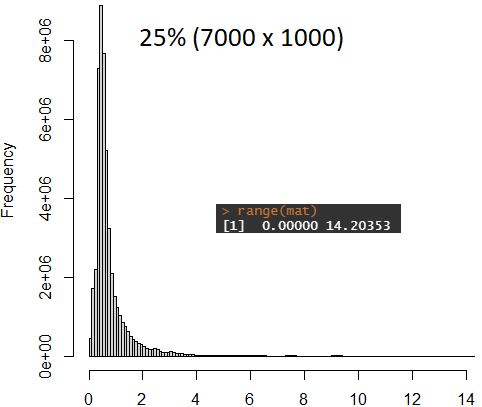 25% (7000 x 1000)
8e+06
6e+06
4e+06
2e+06
0e+00
Frequency
> range(mat)
[1] 0.00000 14.20353
0 2 4 6 8 10 12 14